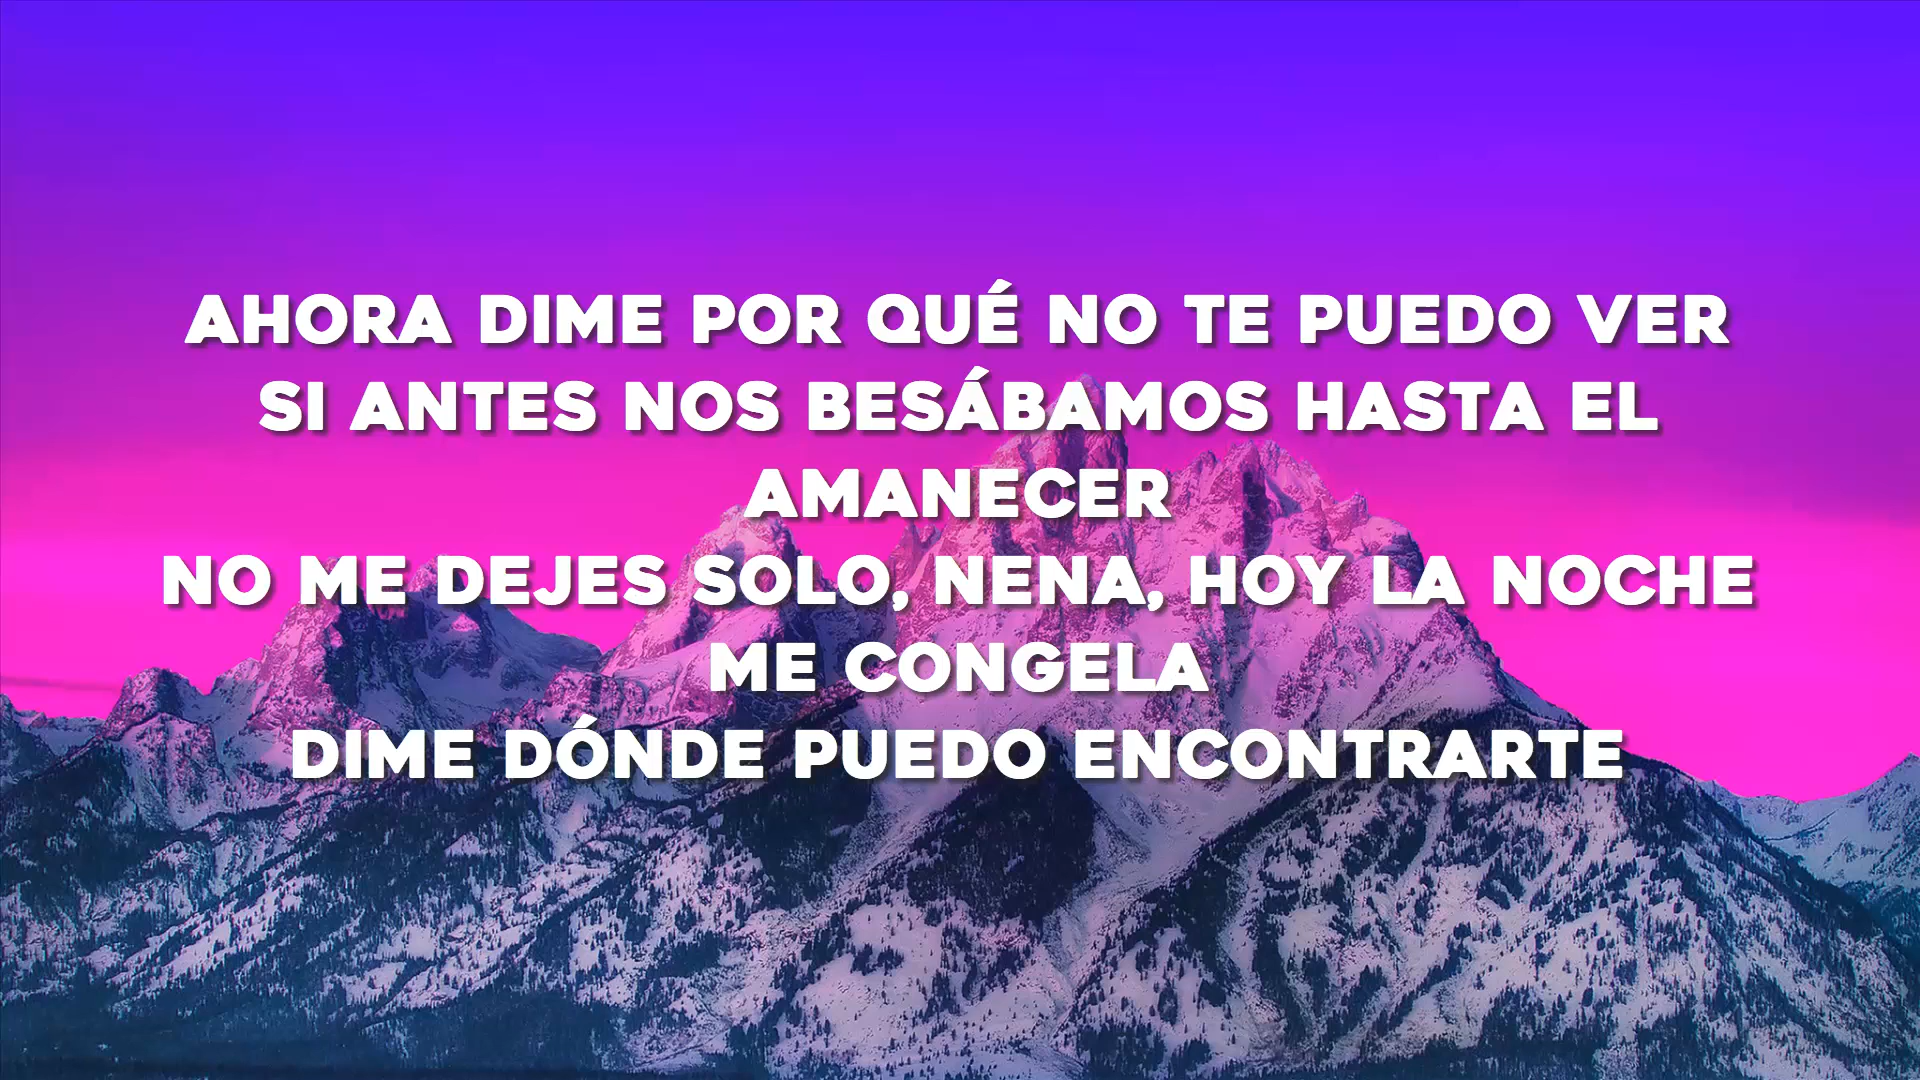 AHORA DIME POR QUÉ NO TE PUEDO VER
SI ANTES NOS BESÁBAMOS HASTA EL
AMANECER
NO ME DEJES SOLO, NENA, HOY LA NOCHE
ME CONGELA
DIME DÓNDE PUEDO ENCONTRARTE